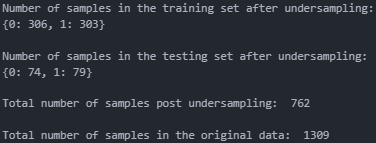 Number of samples in the training set after undersampling:
{0: 306, 1: 303}
Number of samples in the testing set after undersampling:
{0: 74, 1: 79}
Total number of samples post undersampling:  762
Total number of samples in the original data:  1309